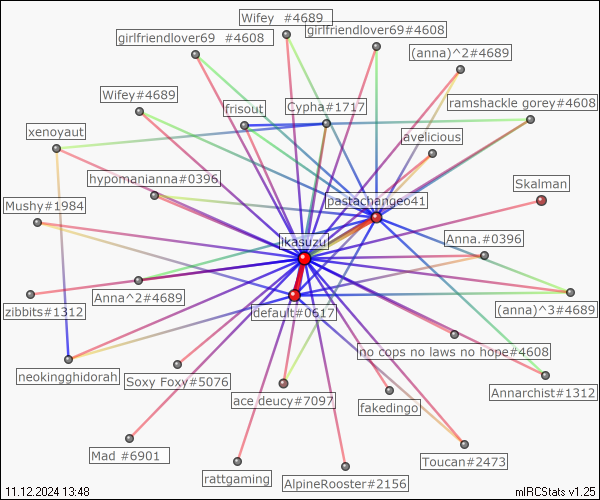 Wifey #4689
girlfriendlover69 #4608
girlfriendlover69#4608
(anna)^2#4689
Wifey#4689
frisout
Cypha#1717
ramshackle gorey#4608
xenoyaut
avelicious
hypomanianna#0396
Skalman
Mushy#1984
pastachangeo41
ikasuzu
Anna.#0396
zibbits#1312
Anna^2#4689
default#0617
(anna)^3#4689
no cops no laws no hope#4608
neokingghidorah
Soxy Foxy#5076
ace deucy#7097
fakedingo
Annarchist#1312
Mad #6901
rattgaming
AlpineRooster#2156
Toucan#2473
11.12.2024 13:48
mIRCStats v1.25